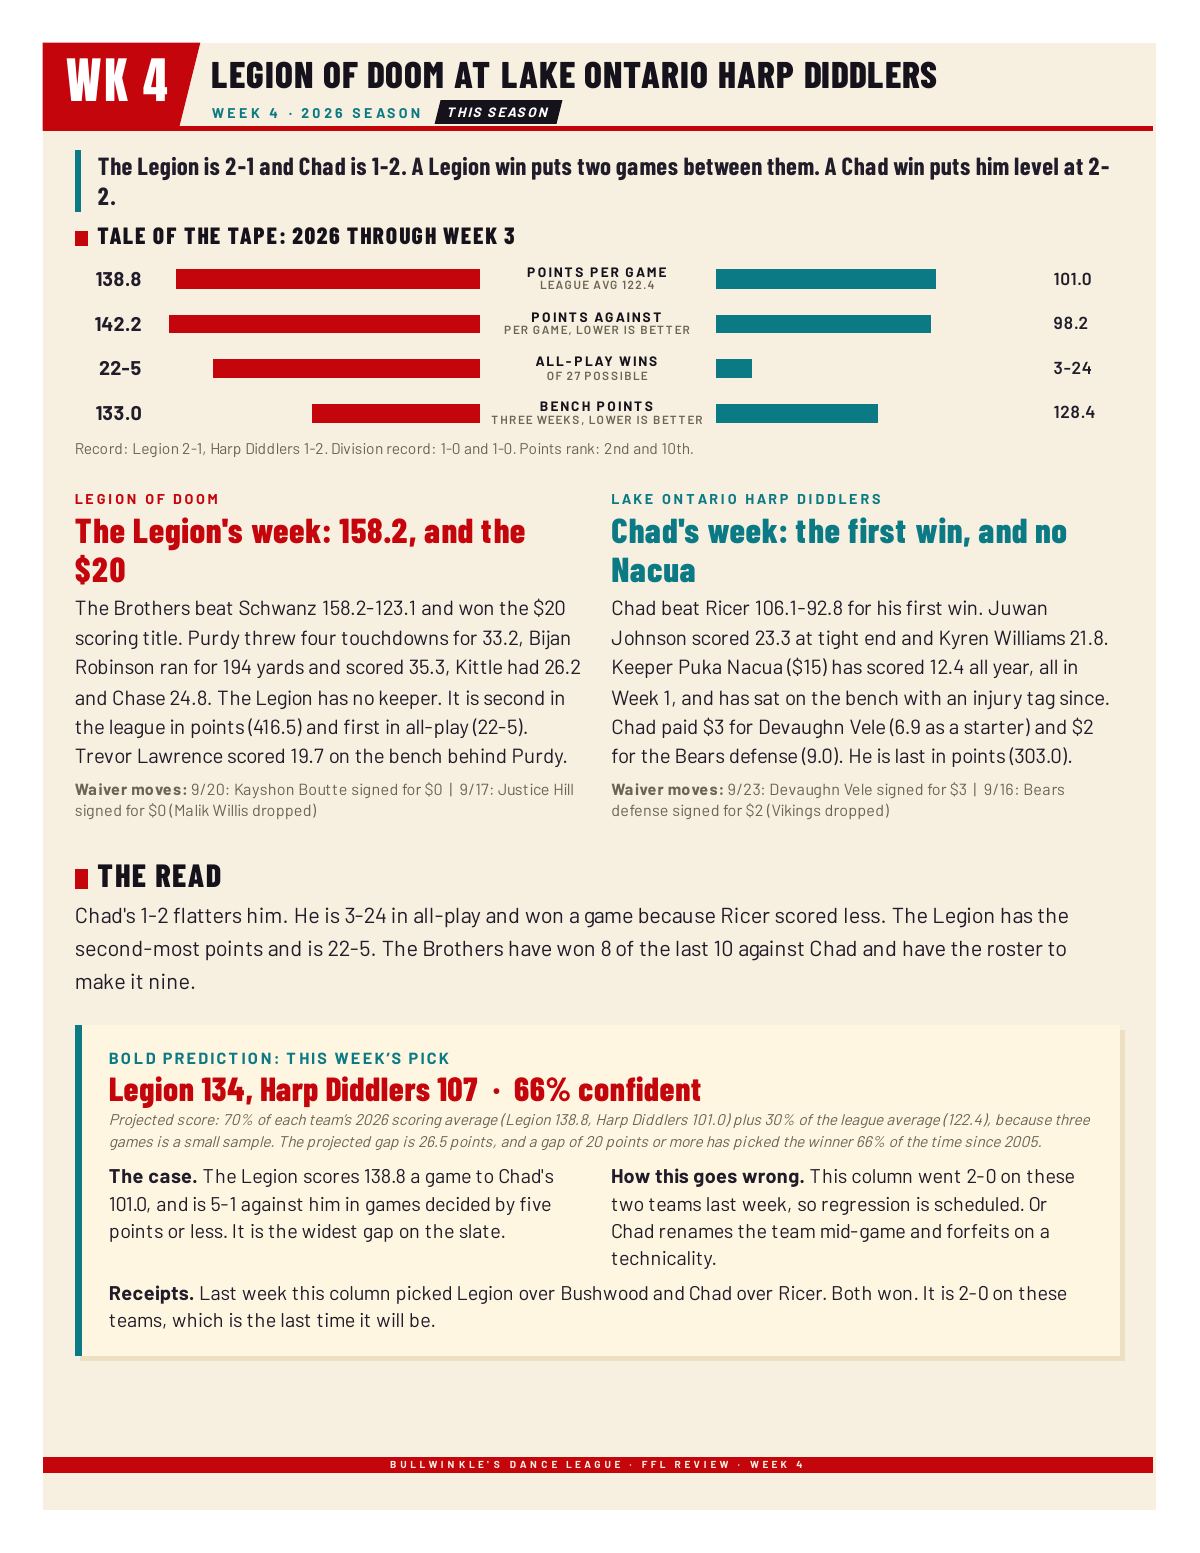 WK 4
LEGION OF DOOM AT LAKE ONTARIO HARP DIDDLERS
WEEK 4 · 2026 SEASON THIS SEASON
The Legion is 2-1 and Chad is 1-2. A Legion win puts two games between them. A Chad win puts him level at 2-
2.
TALE OF THE TAPE: 2026 THROUGH WEEK 3
138.8 POINTS PER GAME 101.0
LEAGUE AVG 122.4
142.2 POINTS AGAINST 98.2
PER GAME, LOWER IS BETTER
22-5 ALL-PLAY WINS 3-24
OF 27 POSSIBLE
133.0 BENCH POINTS 128.4
THREE WEEKS, LOWER IS BETTER
Record: Legion 2-1, Harp Diddlers 1-2. Division record: 1-0 and 1-0. Points rank: 2nd and 10th.
LEGION OF DOOM
The Legion's week: 158.2, and the
$20
The Brothers beat Schwanz 158.2-123.1 and won the $20
scoring title. Purdy threw four touchdowns for 33.2, Bijan
Robinson ran for 194 yards and scored 35.3, Kittle had 26.2
and Chase 24.8. The Legion has no keeper. It is second in
the league in points (416.5) and first in all-play (22-5).
Trevor Lawrence scored 19.7 on the bench behind Purdy.
Waiver moves: 9/20: Kayshon Boutte signed for $0 | 9/17: Justice Hill
signed for $0 (Malik Willis dropped)
LAKE ONTARIO HARP DIDDLERS
Chad's week: the first win, and no
Nacua
Chad beat Ricer 106.1-92.8 for his first win. Juwan
Johnson scored 23.3 at tight end and Kyren Williams 21.8.
Keeper Puka Nacua ($15) has scored 12.4 all year, all in
Week 1, and has sat on the bench with an injury tag since.
Chad paid $3 for Devaughn Vele (6.9 as a starter) and $2
for the Bears defense (9.0). He is last in points (303.0).
Waiver moves: 9/23: Devaughn Vele signed for $3 | 9/16: Bears
defense signed for $2 (Vikings dropped)
THE READ
Chad's 1-2 flatters him. He is 3-24 in all-play and won a game because Ricer scored less. The Legion has the
second-most points and is 22-5. The Brothers have won 8 of the last 10 against Chad and have the roster to
make it nine.
BOLD PREDICTION: THIS WEEK'S PICK
Legion 134, Harp Diddlers 107 · 66% confident
Projected score: 70% of each team's 2026 scoring average (Legion 138.8, Harp Diddlers 101.0) plus 30% of the league average (122.4), because three
games is a small sample. The projected gap is 26.5 points, and a gap of 20 points or more has picked the winner 66% of the time since 2005.
The case. The Legion scores 138.8 a game to Chad's
101.0, and is 5-1 against him in games decided by five
points or less. It is the widest gap on the slate.
How this goes wrong. This column went 2-0 on these
two teams last week, so regression is scheduled. Or
Chad renames the team mid-game and forfeits on a
technicality.
Receipts. Last week this column picked Legion over Bushwood and Chad over Ricer. Both won. It is 2-0 on these
teams, which is the last time it will be.
BULLWINKLE'S DANCE LEAGUE · FFL REVIEW · WEEK 4